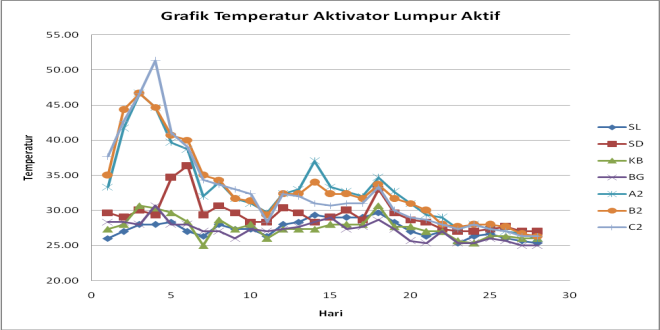 Grafik Temperatur Aktivator Lumpur Aktif
55.00
50.00
45.00
40.00
35.00
30.00
25.00
20.00
Temperatur
0 5 10 15 20 25 30
Hari
SL
SD
KB
BG
A2
B2
C2